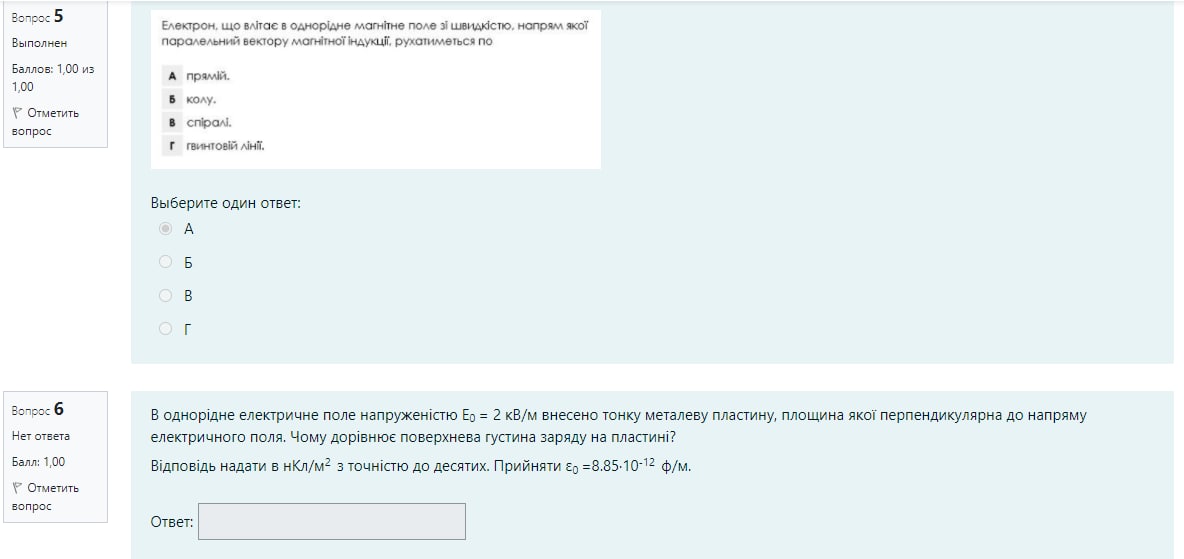 Вопрос 5
Выполнен
Баллов: 1,00 из
1,00
Отметить
вопрос
Електрон, що влітає в однорідне магнітне поле зі швидкістю, напрям якої
паралельний вектору магнітної індукції, рухатиметься по
А прямій.
Б колу.
В спіралі.
Г гвинтовій лінії.
Выберите один ответ:
А
Б
В
Г
Вопрос 6
Нет ответа
Балл: 1,00
Отметить
вопрос
В однорідне електричне поле напруженістю E₀ = 2 кВ/м внесено тонку металеву пластину, площина якої перпендикулярна до напряму
електричного поля. Чому дорівнює поверхнева густина заряду на пластині?
Відповідь надати в нКл/м² з точністю до десятих. Прийняти ε₀ =8.85·10⁻¹² ф/м.
Ответ: